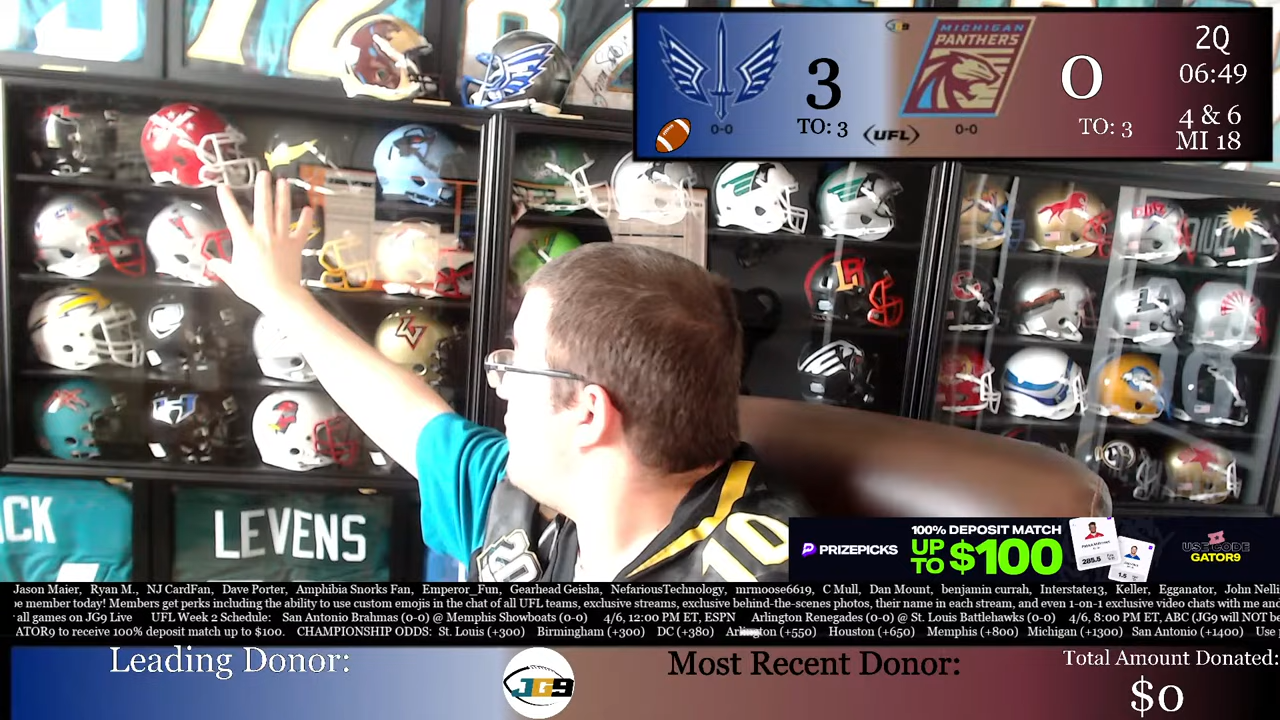 MICHIGAN
PANTHERS
3
0
2Q
06:49
0-0
TO: 3
UFL
0-0
TO: 3
4 & 6
MI 18
LEVENS
PRIZEPICKS
100% DEPOSIT MATCH
UP TO $100
USE CODE
GATOR9
Jason Maier, Ryan M., NJ CardFan, Dave Porter, Amphibia Snorks Fan, Emperor_Fun, Gearhead Geisha, NefariousTechnology, mrmoose6619, C Mull, Dan Mount, benjamin currah, Interstate13, Keller, Egganator, John Nelli
e member today! Members get perks including the ability to use custom emojis in the chat of all UFL teams, exclusive streams, exclusive behind-the-scenes photos, their name in each stream, and even 1-on-1 exclusive video chats with me and
all games on JG9 Live UFL Week 2 Schedule: San Antonio Brahmas (0-0) @ Memphis Showboats (0-0) 4/6, 12:00 PM ET, ESPN Arlington Renegades (0-0) @ St. Louis Battlehawks (0-0) 4/6, 8:00 PM ET, ABC (JG9 will NOT be
ATOR9 to receive 100% deposit match up to $100. CHAMPIONSHIP ODDS: St. Louis (+300) Birmingham (+300) DC (+380) Arlington (+550) Houston (+650) Memphis (+800) Michigan (+1300) San Antonio (+1400) Use
Leading Donor:
JG9
Most Recent Donor:
Total Amount Donated:
$0